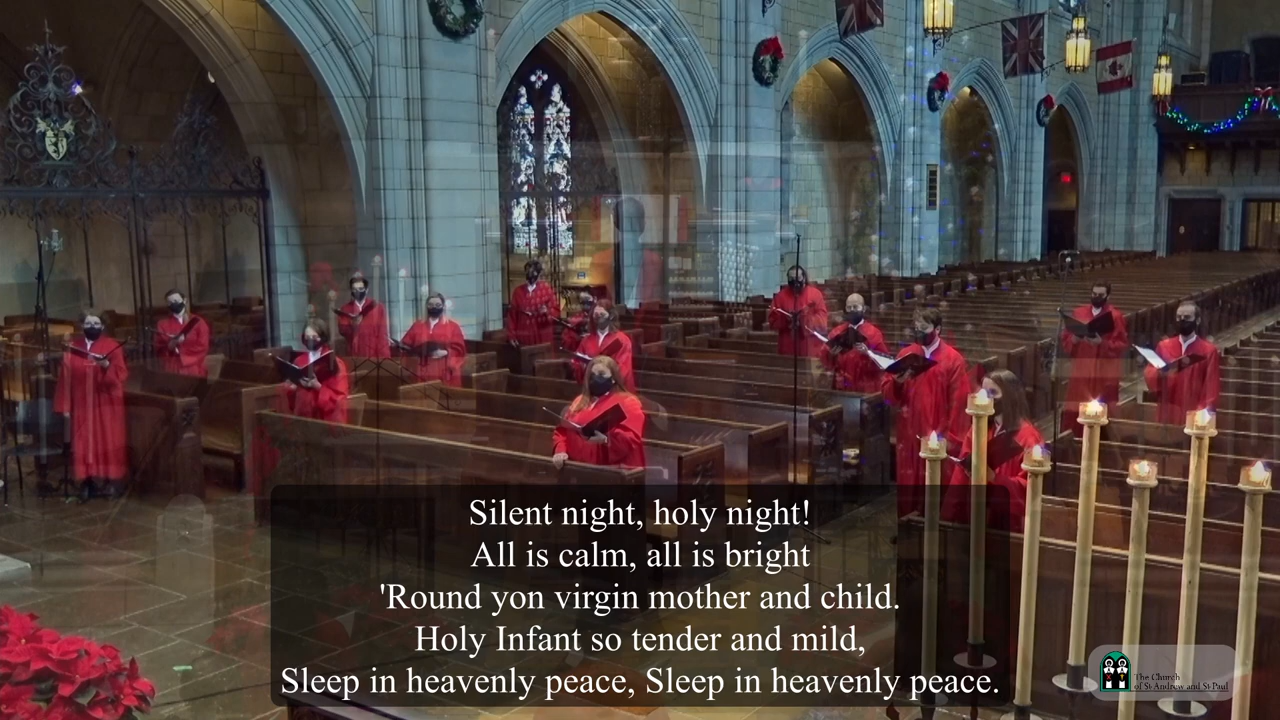 Silent night, holy night!
All is calm, all is bright
'Round yon virgin mother and child.
Holy Infant so tender and mild,
Sleep in heavenly peace, Sleep in heavenly peace.
The Church
of St Andrew and St Paul